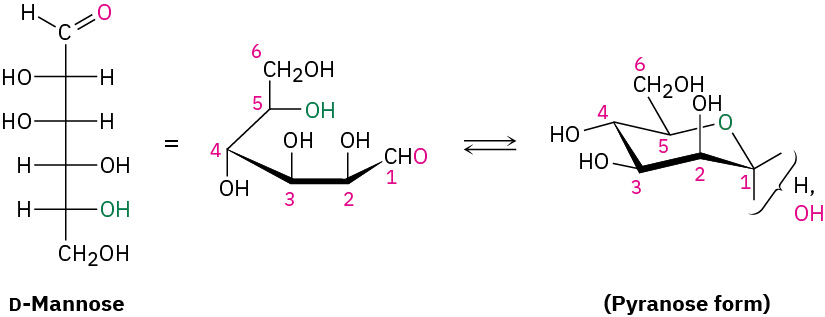 H O
C
HO H
HO H
H OH
H OH
CH₂OH
D-Mannose
=
6
CH₂OH
5 OH
4
OH OH
CHO
OH
3 2 1
6
CH₂OH
OH
4 O
HO
5
HO
3 2 1
H,
OH
(Pyranose form)